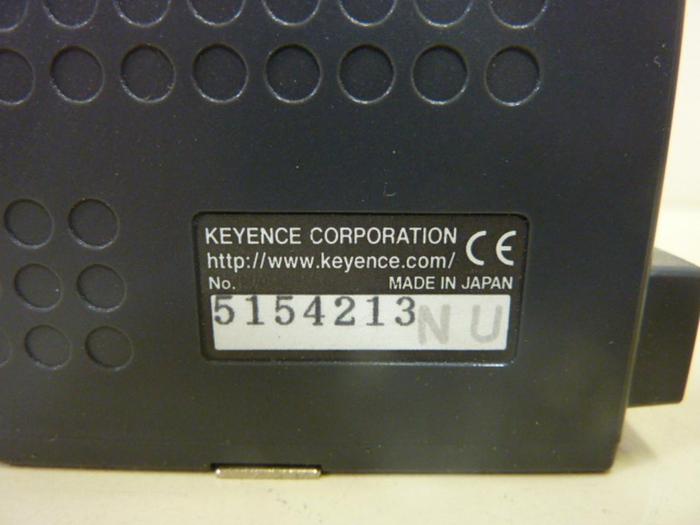 KEYENCE CORPORATION CE
http://www.keyence.com/
No. MADE IN JAPAN
5154213 NU